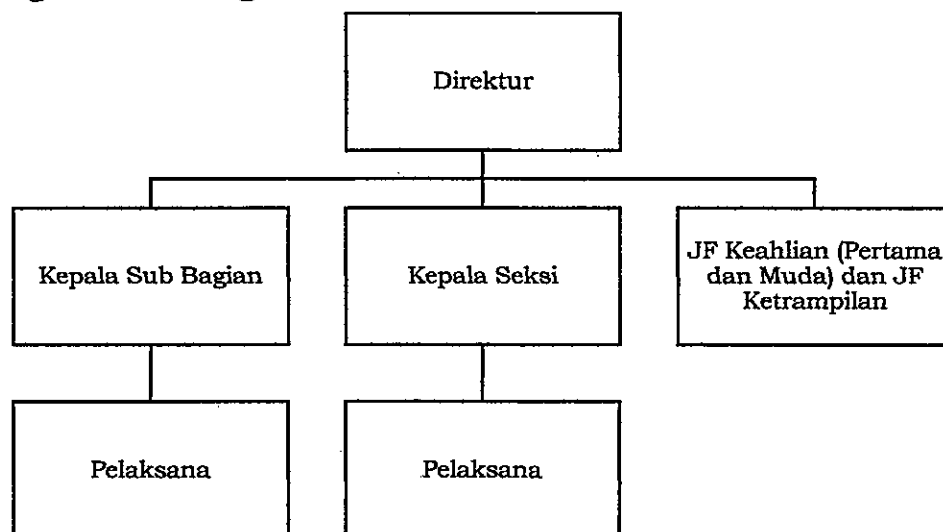 Direktur
Kepala Sub Bagian
Kepala Seksi
JF Keahlian (Pertama
dan Muda) dan JF
Ketrampilan
Pelaksana
Pelaksana